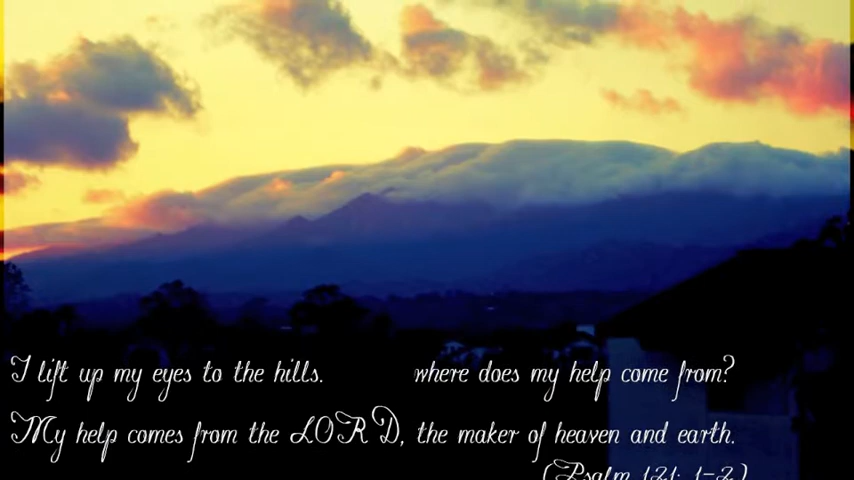 I lift up my eyes to the hills. where does my help come from?
My help comes from the LORD, the maker of heaven and earth.
(Psalm 121: 1-2)